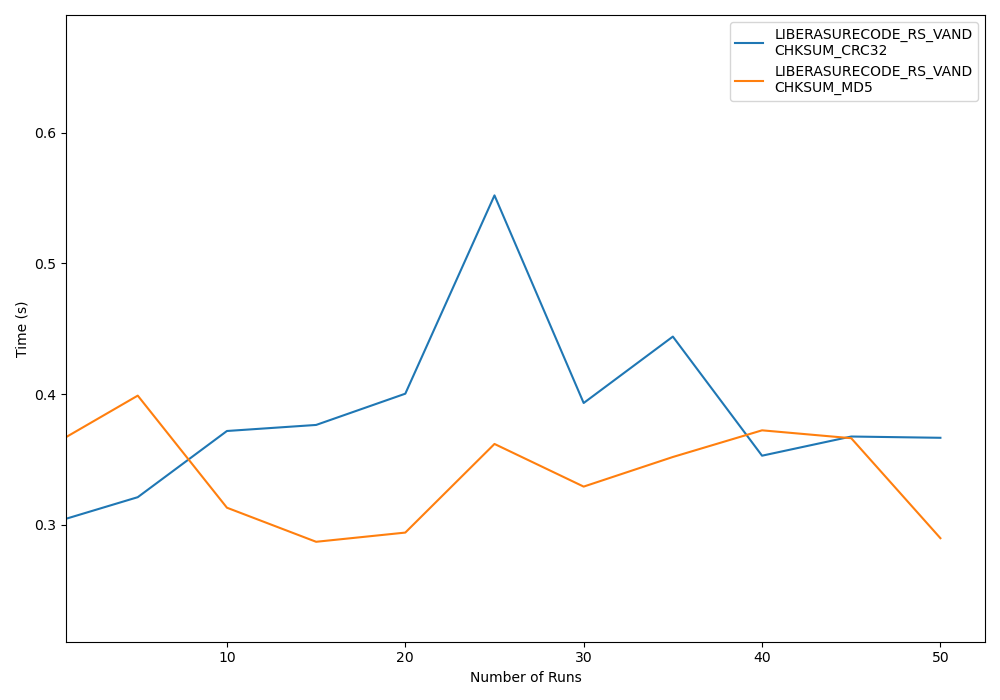 LIBERASURECODE_RS_VAND
CHKSUM_CRC32
LIBERASURECODE_RS_VAND
CHKSUM_MD5
0.6
0.5
0.4
0.3
Time (s)
10 20 30 40 50
Number of Runs